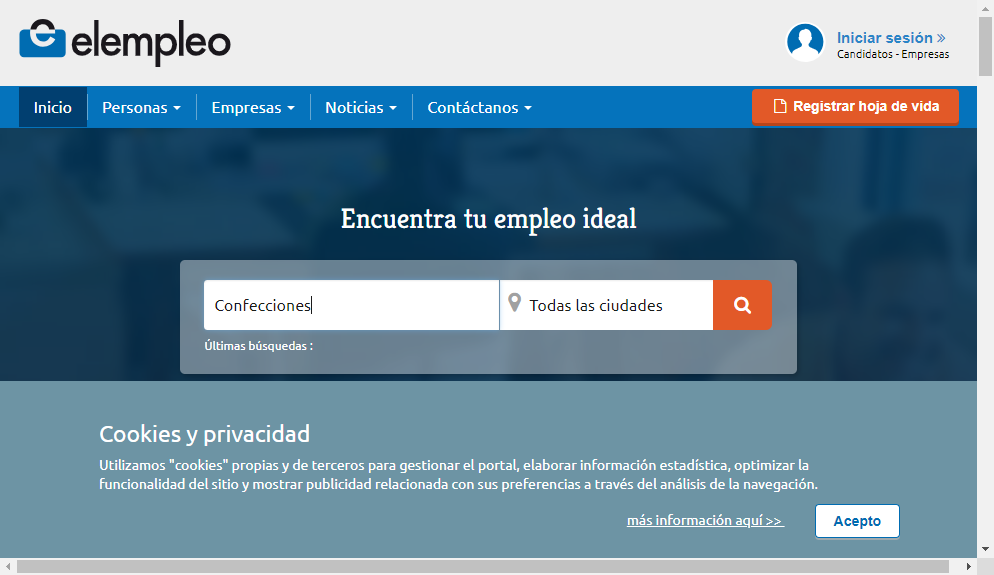 elempleo
Iniciar sesión »
Candidatos - Empresas
Inicio Personas Empresas Noticias Contáctanos Registrar hoja de vida
Encuentra tu empleo ideal
Confecciones Todas las ciudades
Últimas búsquedas :
Cookies y privacidad
Utilizamos "cookies" propias y de terceros para gestionar el portal, elaborar información estadística, optimizar la
funcionalidad del sitio y mostrar publicidad relacionada con sus preferencias a través del análisis de la navegación.
más información aquí >> Acepto